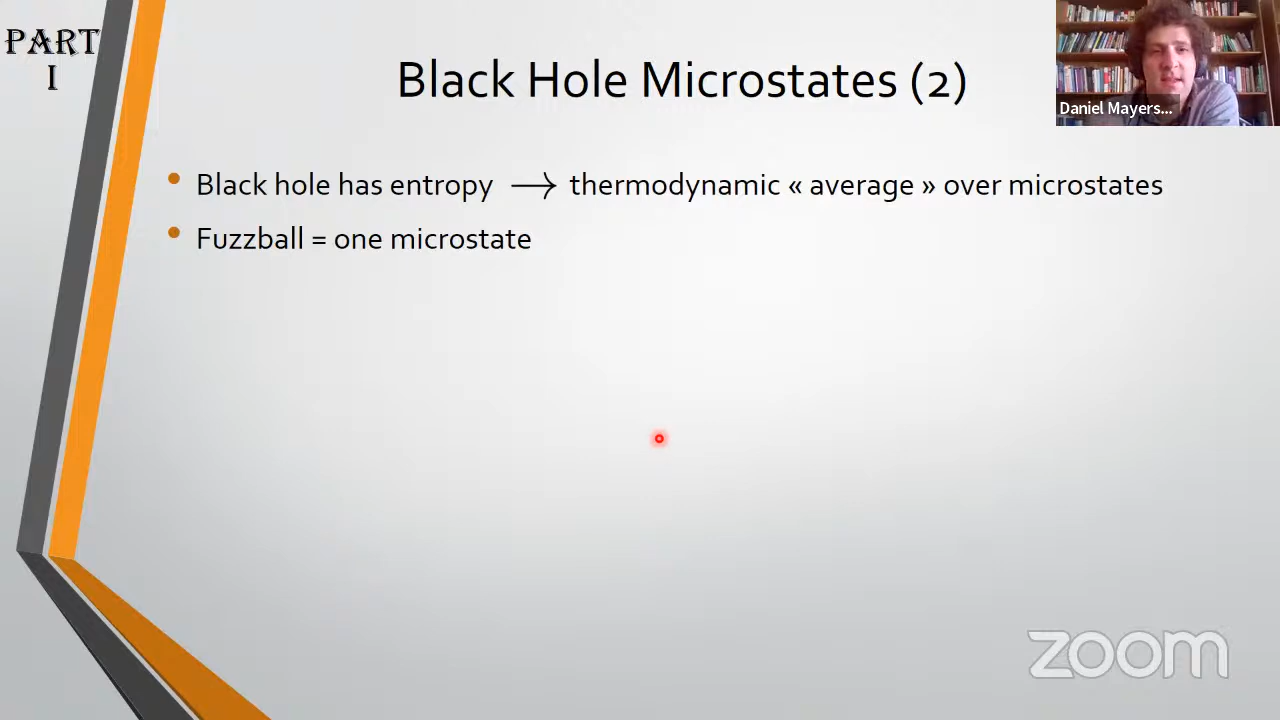 PART
I
Black Hole Microstates (2)
Daniel Mayers...
• Black hole has entropy → thermodynamic « average » over microstates
• Fuzzball = one microstate
zoom